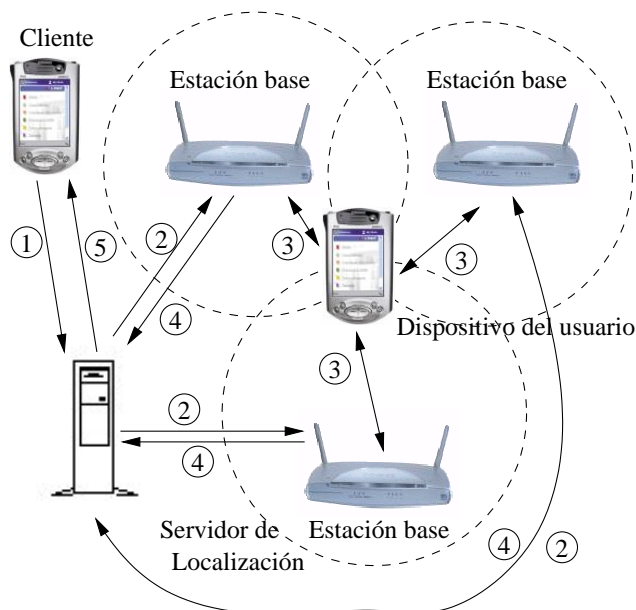 Cliente
Estación base
Estación base
1
5
2
3
3
4
Dispositivo del usuario
3
2
4
Servidor de
Localización
Estación base
4
2